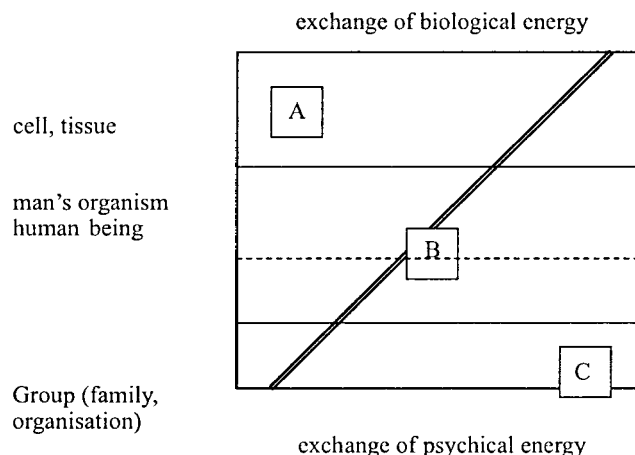 exchange of biological energy
A
cell, tissue
man's organism
human being
B
C
Group (family,
organisation)
exchange of psychical energy